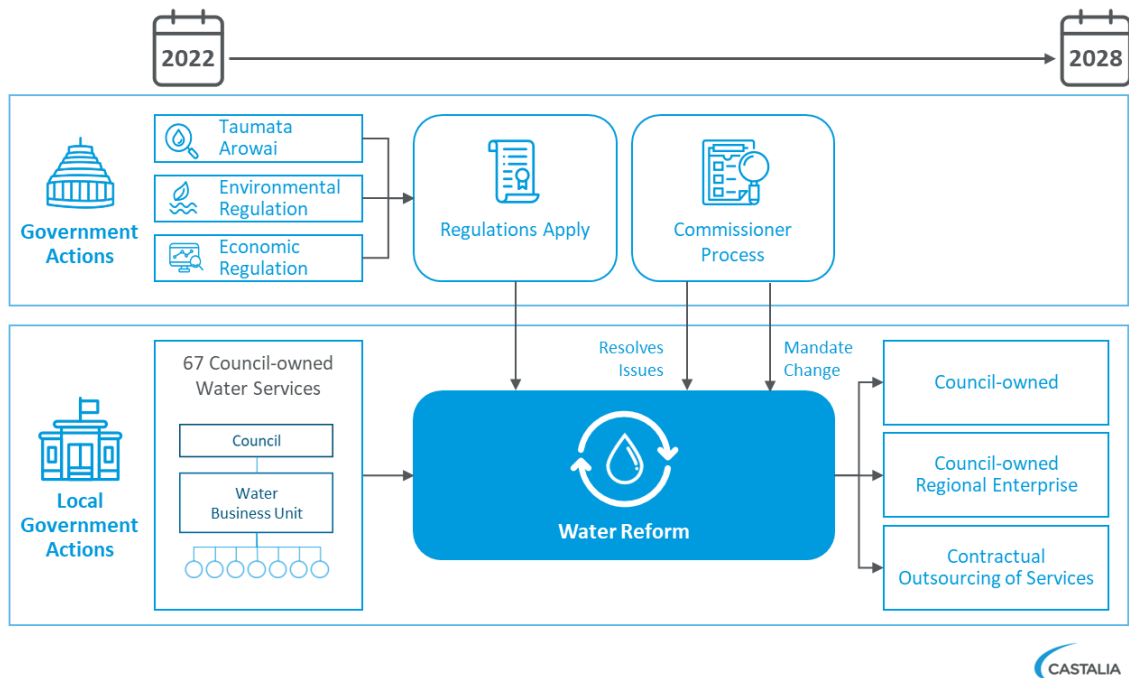 2022
2028
Taumata
Arowai
Environmental
Regulation
Economic
Regulation
Government
Actions
Regulations Apply
Commissioner
Process
Resolves
Issues
Mandate
Change
67 Council-owned
Water Services
Council
Water
Business Unit
Local
Government
Actions
Water Reform
Council-owned
Council-owned
Regional Enterprise
Contractual
Outsourcing of Services
CASTALIA